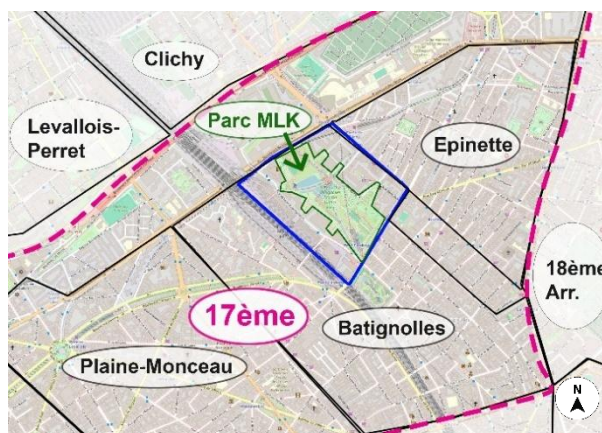 Clichy
Levallois-
Perret
Parc MLK
Epinette
18ème
Arr.
17ème
Batignolles
Plaine-Monceau
N